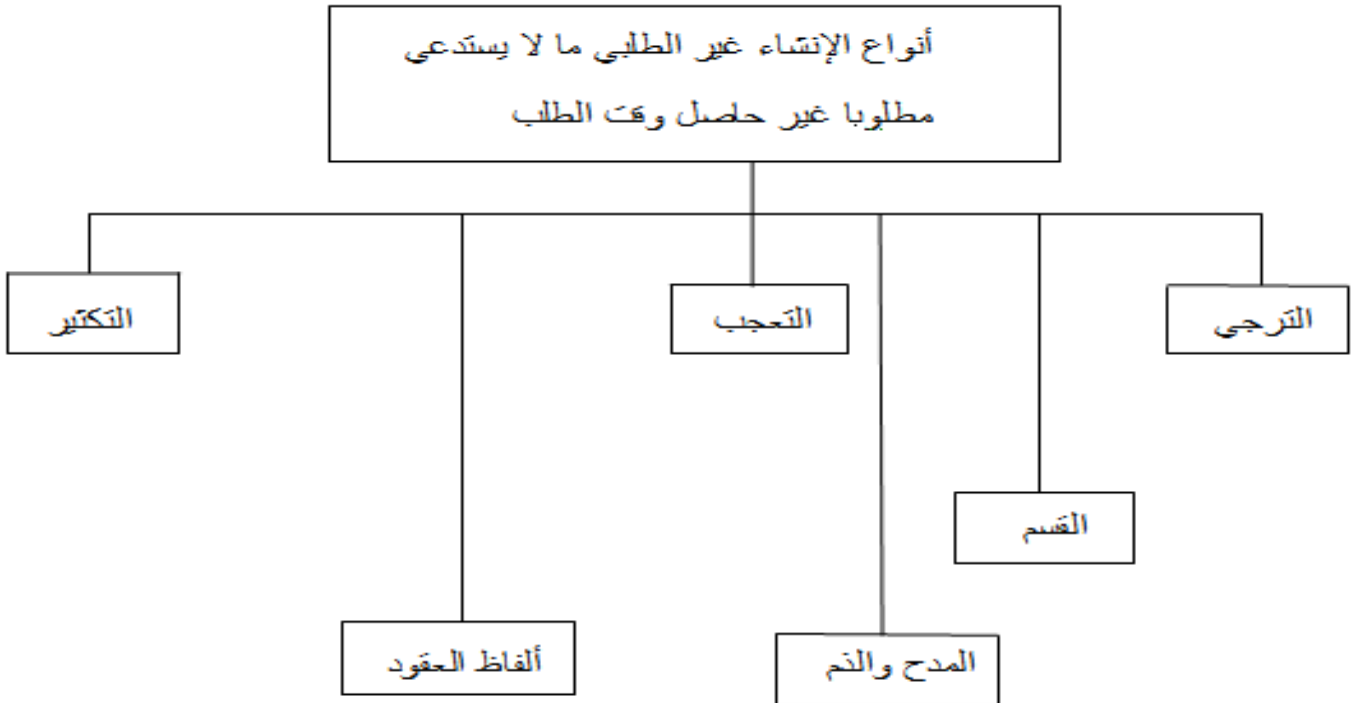 أنواع الإنشاء غير الطلبي ما لا يستدعي
مطلوبا غير حاصل وقت الطلب
الترجي
التعجب
التكثير
القسم
المدح والذم
ألفاظ العقود